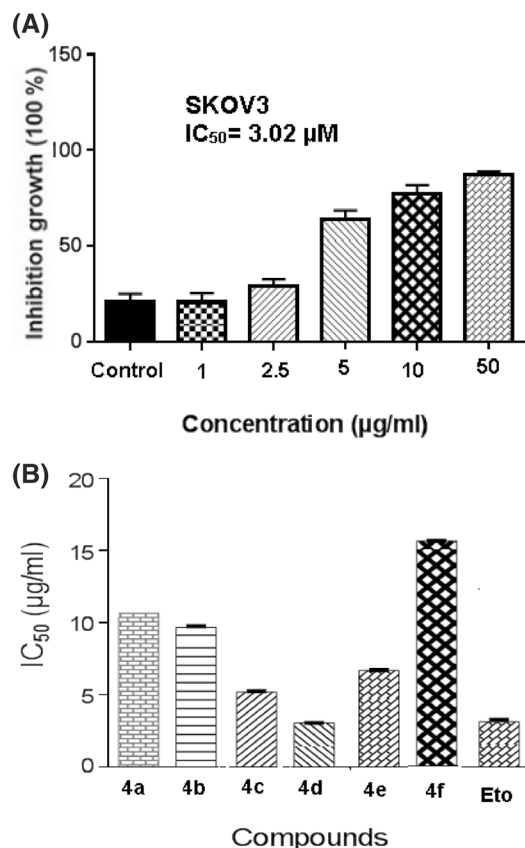 (A)
150
100
50
0
Inhibition growth (100 %)
SKOV3
IC₅₀= 3.02 µM
Control 1 2.5 5 10 50
Concentration (µg/ml)
(B)
20
15
10
5
0
IC₅₀ (µg/ml)
4a 4b 4c 4d 4e 4f Eto
Compounds